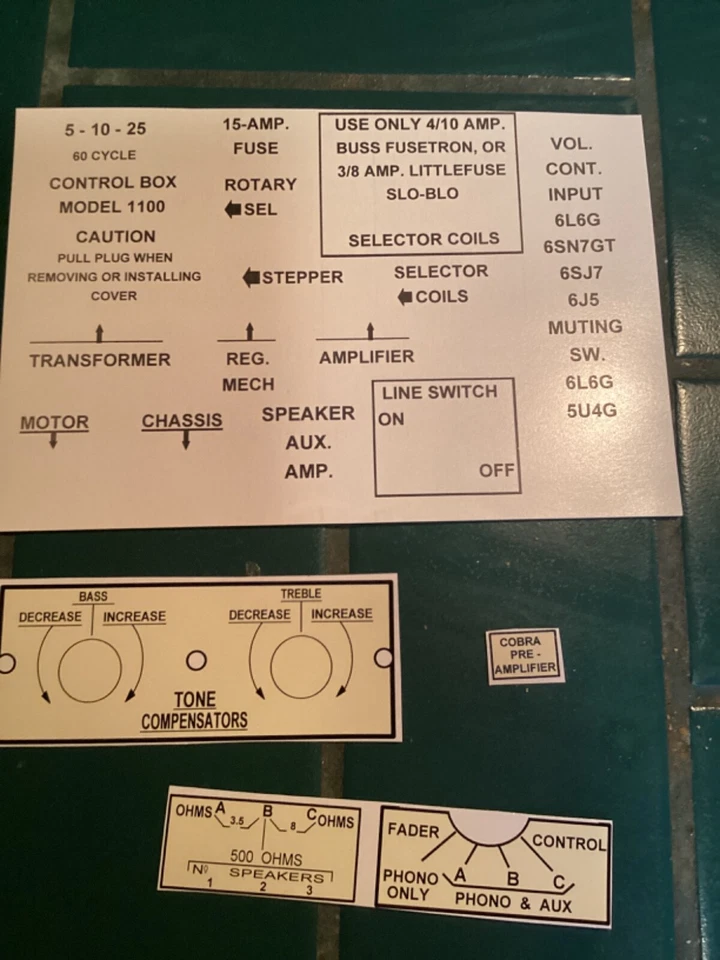 5 - 10 - 25
60 CYCLE
CONTROL BOX
MODEL 1100
CAUTION
PULL PLUG WHEN
REMOVING OR INSTALLING
COVER
15-AMP.
FUSE
ROTARY
SEL
STEPPER
USE ONLY 4/10 AMP.
BUSS FUSETRON, OR
3/8 AMP. LITTLEFUSE
SLO-BLO
SELECTOR COILS
SELECTOR
COILS
VOL.
CONT.
INPUT
6L6G
6SN7GT
6SJ7
6J5
MUTING
SW.
6L6G
5U4G
TRANSFORMER
REG.
MECH
AMPLIFIER
MOTOR
CHASSIS
SPEAKER
AUX.
AMP.
LINE SWITCH
ON
OFF
BASS
DECREASE INCREASE
TREBLE
DECREASE INCREASE
TONE
COMPENSATORS
COBRA
PRE -
AMPLIFIER
OHMS A B C OHMS
3.5 8
500 OHMS
Nº SPEAKERS
1 2 3
FADER CONTROL
PHONO ONLY
A B C
PHONO & AUX